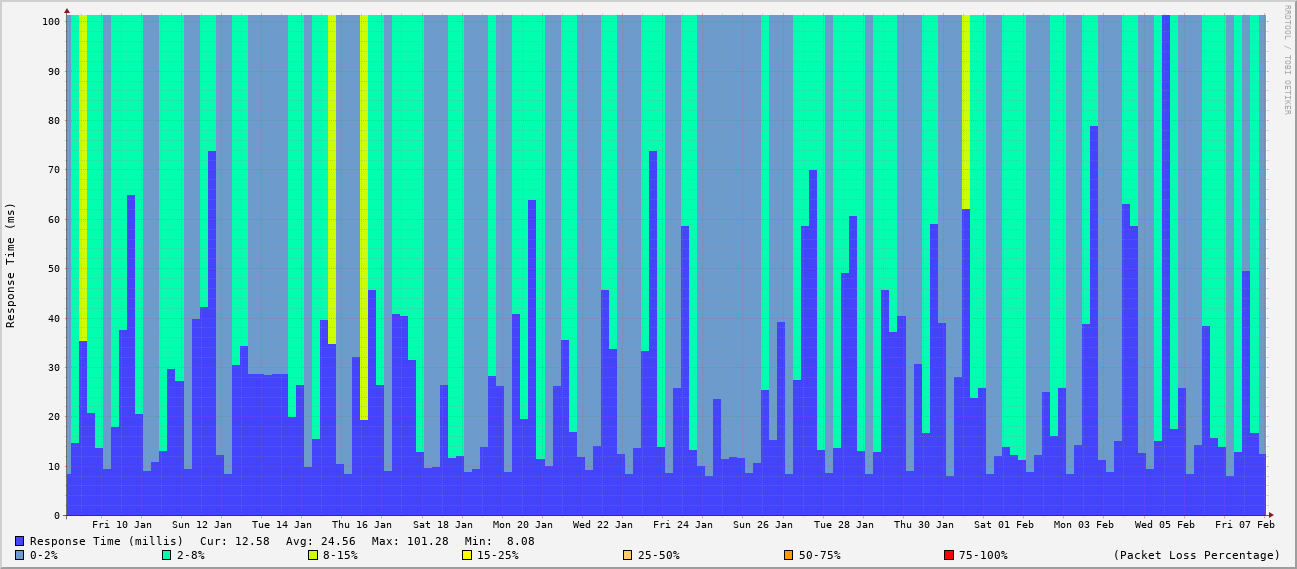 RRDTOOL / TOBI OETIKER
Response Time (ms)
100
90
80
70
60
50
40
30
20
10
0
Fri 10 Jan Sun 12 Jan Tue 14 Jan Thu 16 Jan Sat 18 Jan Mon 20 Jan Wed 22 Jan Fri 24 Jan Sun 26 Jan Tue 28 Jan Thu 30 Jan Sat 01 Feb Mon 03 Feb Wed 05 Feb Fri 07 Feb
Response Time (millis) Cur: 12.58 Avg: 24.56 Max: 101.28 Min: 8.08
0-2% 2-8% 8-15% 15-25% 25-50% 50-75% 75-100% (Packet Loss Percentage)